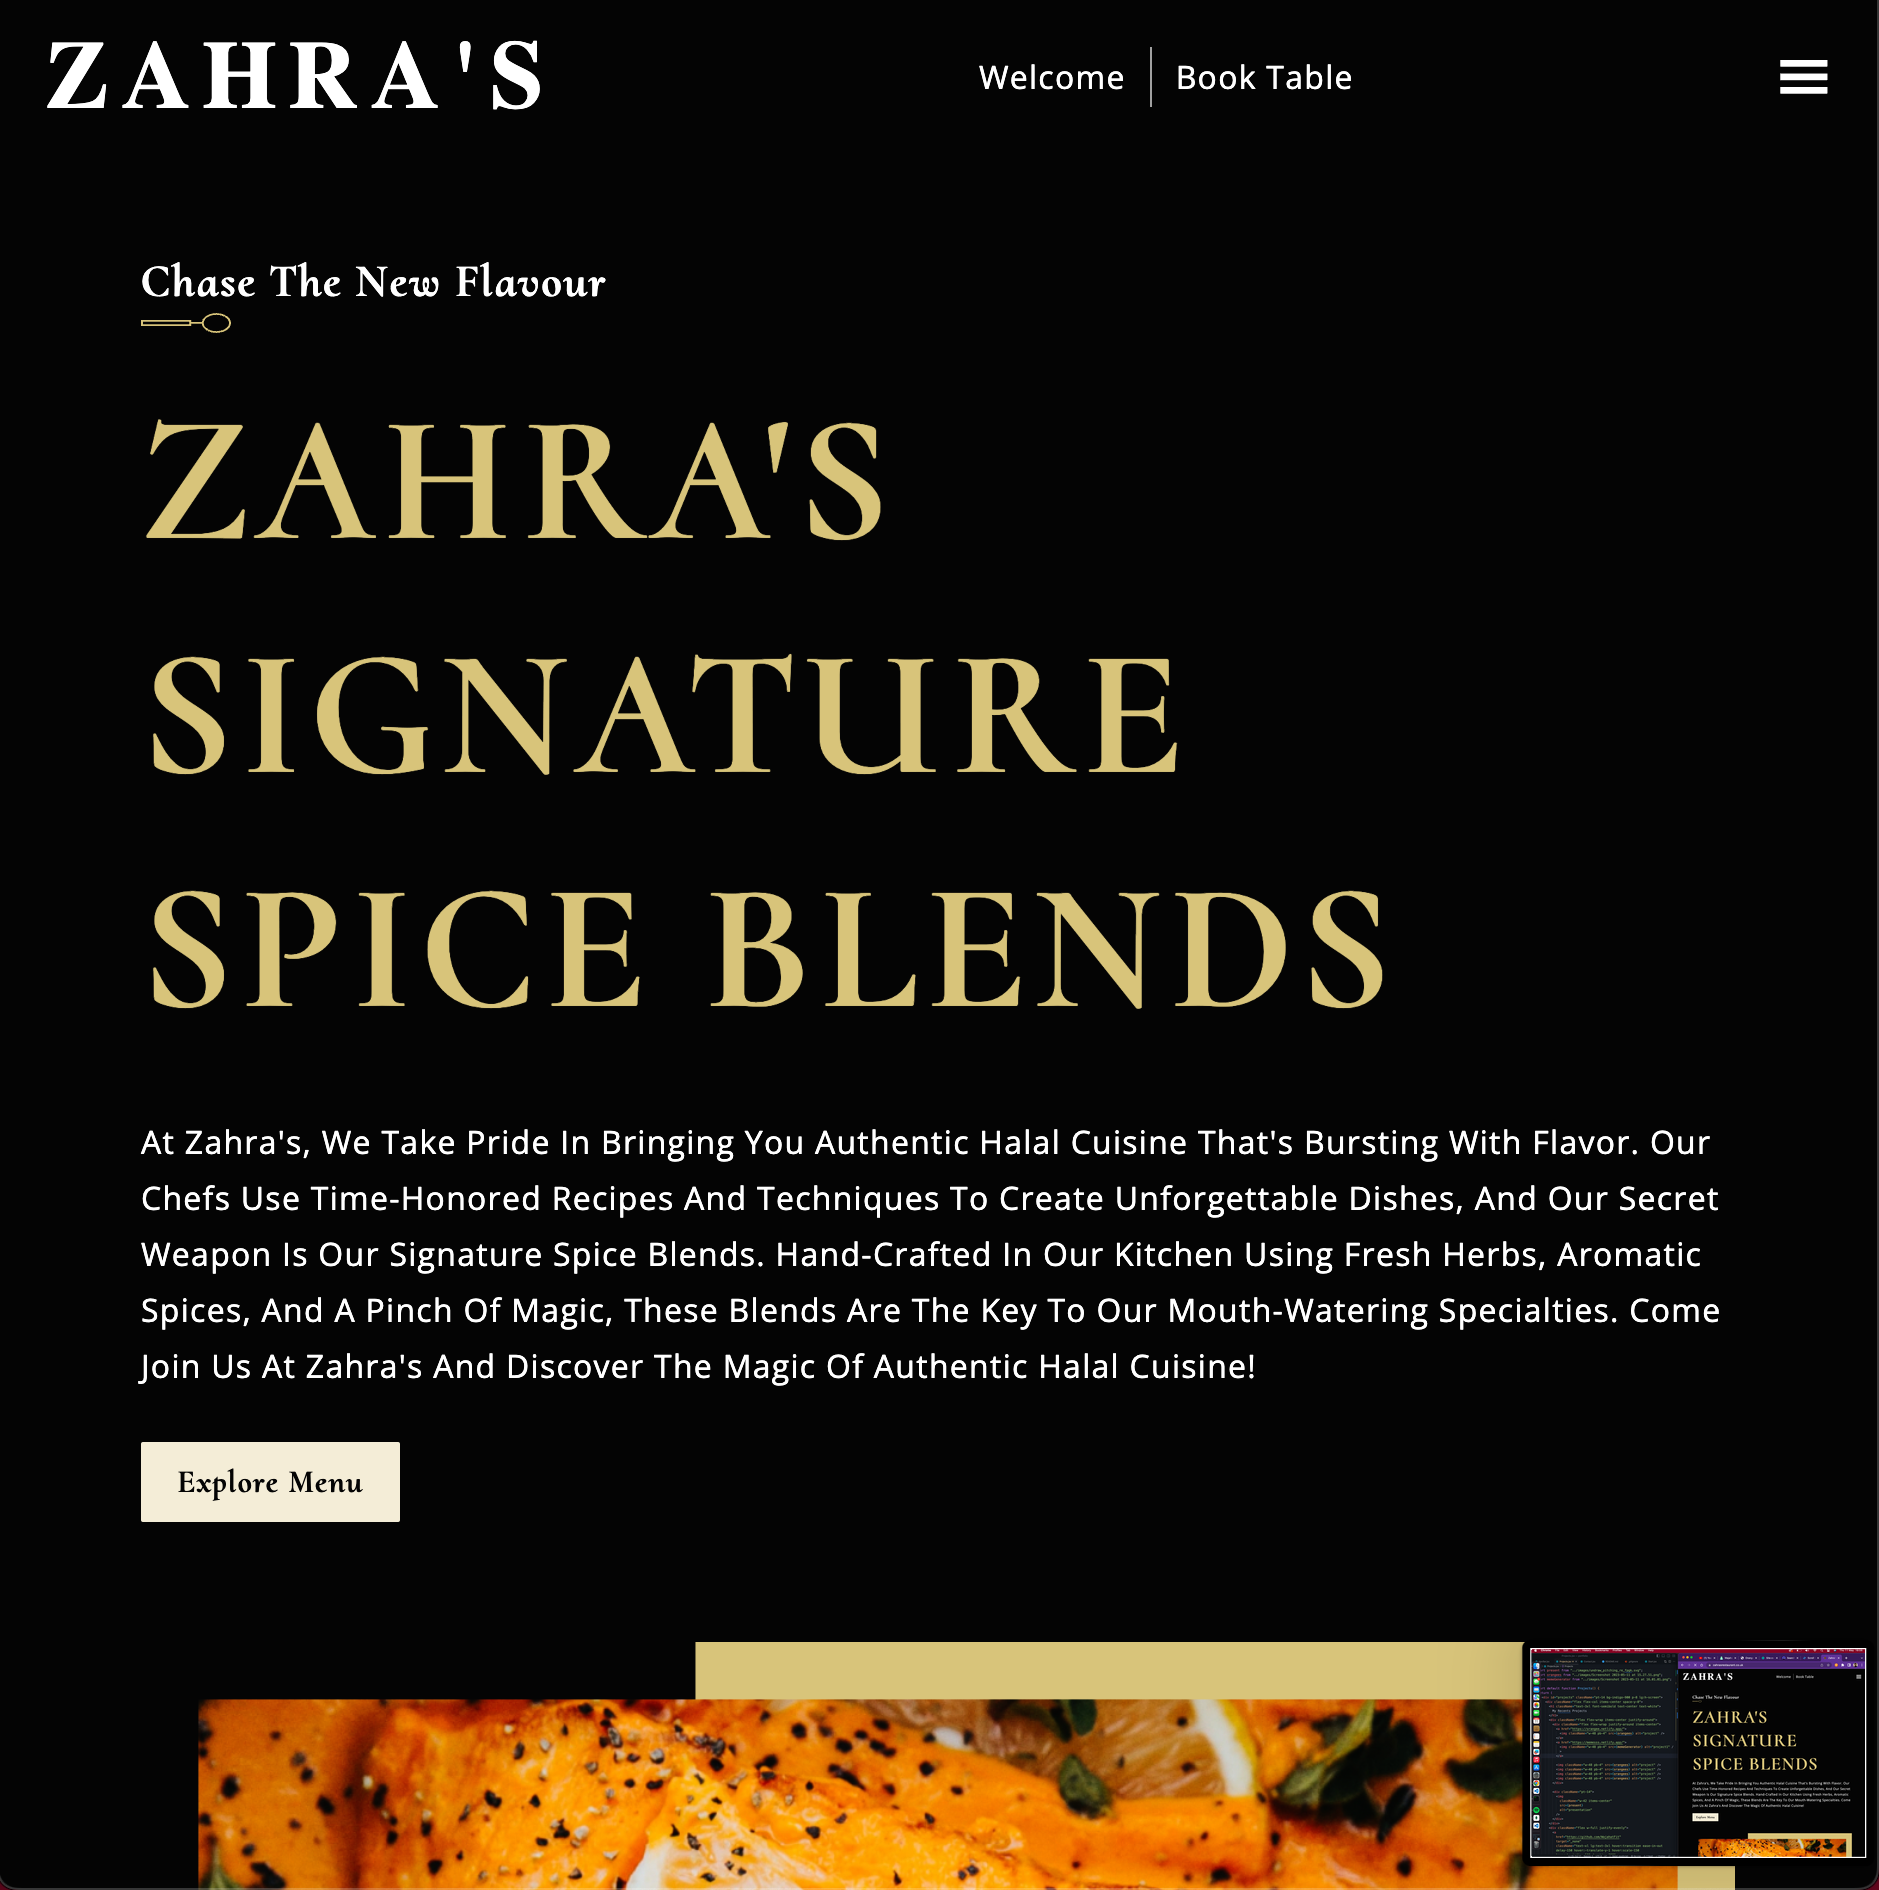 ZAHRA'S
Welcome
Book Table
Chase The New Flavour
ZAHRA'S
SIGNATURE
SPICE BLENDS
At Zahra's, We Take Pride In Bringing You Authentic Halal Cuisine That's Bursting With Flavor. Our
Chefs Use Time-Honored Recipes And Techniques To Create Unforgettable Dishes, And Our Secret
Weapon Is Our Signature Spice Blends. Hand-Crafted In Our Kitchen Using Fresh Herbs, Aromatic
Spices, And A Pinch Of Magic, These Blends Are The Key To Our Mouth-Watering Specialties. Come
Join Us At Zahra's And Discover The Magic Of Authentic Halal Cuisine!
Explore Menu
ZAHRA'S
Welcome
Book Table
Chase The New Flavour
ZAHRA'S
SIGNATURE
SPICE BLENDS